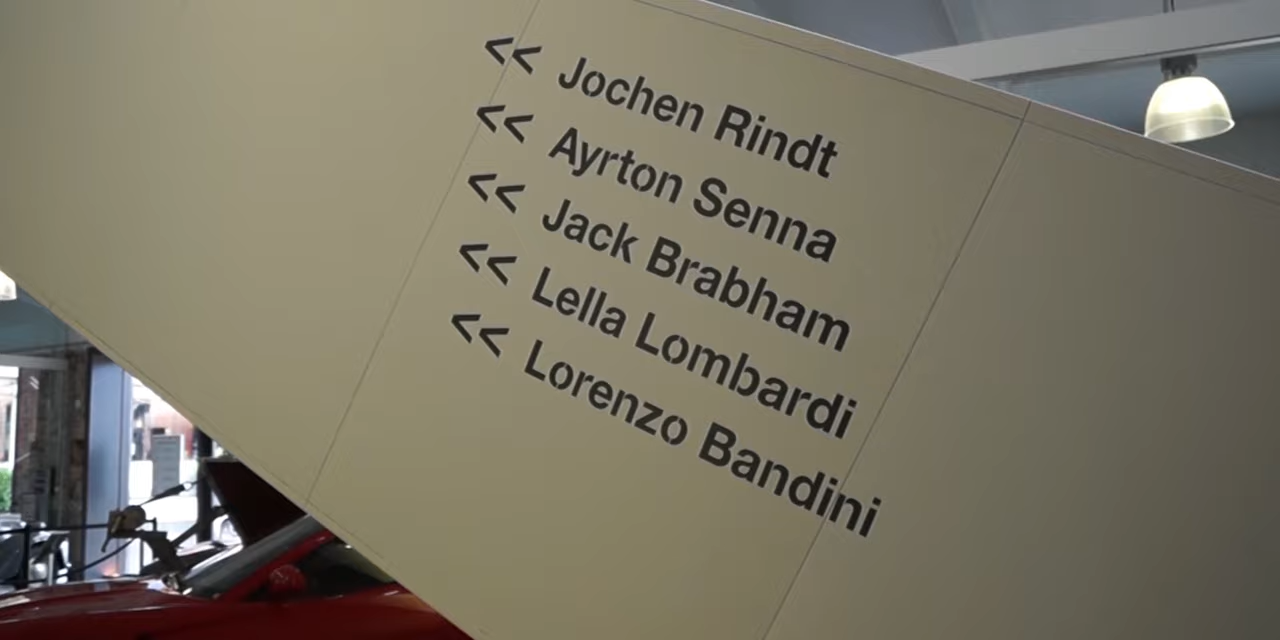 << Jochen Rindt
<< Ayrton Senna
<< Jack Brabham
<< Lella Lombardi
<< Lorenzo Bandini